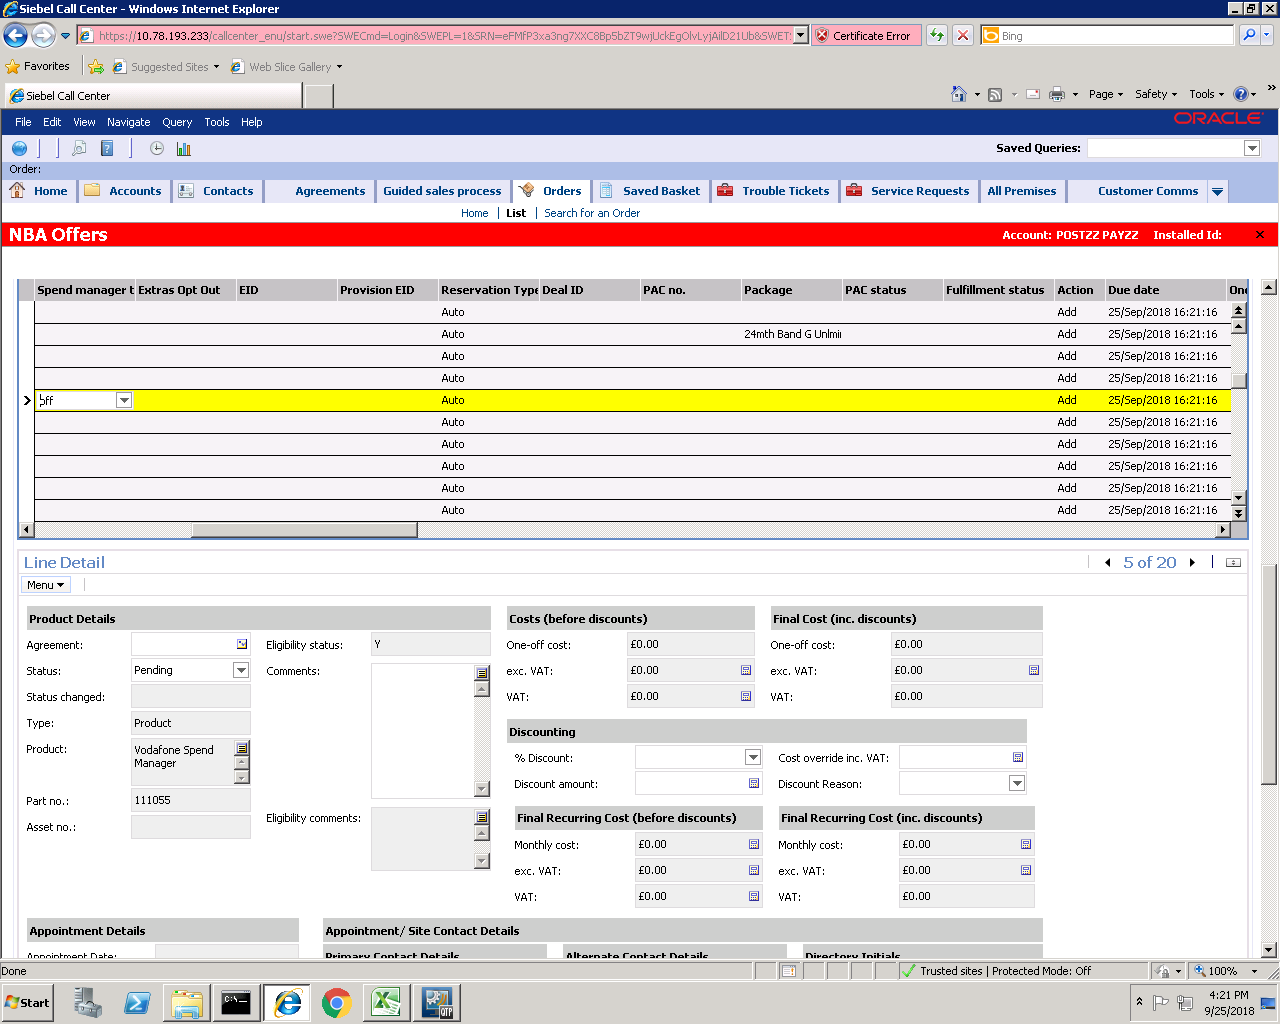 Siebel Call Center - Windows Internet Explorer
https://10.78.193.233/callcenter_enu/start.swe?SWECmd=Login&SWEPL=1&SRN=eFMfP3xa3ng7XXC8Bp5bZT9wjUckEgOlvLyjAilD21Ub&SWET
Certificate Error
Bing
Favorites
Suggested Sites
Web Slice Gallery
Siebel Call Center
Page Safety Tools
File Edit View Navigate Query Tools Help
ORACLE
Saved Queries:
Order:
Home Accounts Contacts Agreements Guided sales process Orders Saved Basket Trouble Tickets Service Requests All Premises Customer Comms
Home | List | Search for an Order
NBA Offers
Account: POSTZZ PAYZZ Installed Id:
Spend manager t Extras Opt Out EID Provision EID Reservation Type Deal ID PAC no. Package PAC status Fulfillment status Action Due date One
Auto Add 25/Sep/2018 16:21:16
Auto 24mth Band G Unlmi Add 25/Sep/2018 16:21:16
Auto Add 25/Sep/2018 16:21:16
Auto Add 25/Sep/2018 16:21:16
off Auto Add 25/Sep/2018 16:21:16
Auto Add 25/Sep/2018 16:21:16
Auto Add 25/Sep/2018 16:21:16
Auto Add 25/Sep/2018 16:21:16
Auto Add 25/Sep/2018 16:21:16
Auto Add 25/Sep/2018 16:21:16
Line Detail
5 of 20
Menu
Product Details
Agreement:
Status: Pending
Status changed:
Type: Product
Product: Vodafone Spend
Manager
Part no.: 111055
Asset no.:
Eligibility status: Y
Comments:
Eligibility comments:
Costs (before discounts)
One-off cost: £0.00
exc. VAT: £0.00
VAT: £0.00
Final Cost (inc. discounts)
One-off cost: £0.00
exc. VAT: £0.00
VAT: £0.00
Discounting
% Discount:
Cost override inc. VAT:
Discount amount:
Discount Reason:
Final Recurring Cost (before discounts)
Monthly cost: £0.00
exc. VAT: £0.00
VAT: £0.00
Final Recurring Cost (inc. discounts)
Monthly cost: £0.00
exc. VAT: £0.00
VAT: £0.00
Appointment Details
Appointment Date:
Appointment/ Site Contact Details
Primary Contact Details
Alternate Contact Details
Directory Initials
Done
Trusted sites | Protected Mode: Off
100%
Start
C:\
QTP
4:21 PM
9/25/2018